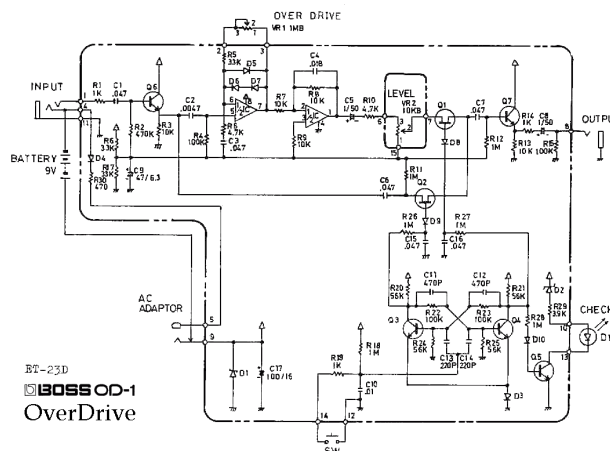 OVER DRIVE
VR1 1MB
INPUT
R1
1K
C1
.047
Q6
R2
470K
R3
10K
C2
.0047
R4
100K
R5
33K
D5
D6
D7
IC
R6
4.7K
C3
.047
R7
10K
C4
.018
R8
10K
IC
R9
10K
C5
1/50
R10
4.7K
LEVEL
VR2
10KB
Q1
C7
.047
Q7
R14
1K
C8
1/50
OUTPUT
R13
10K
R15
100K
R12
1M
D8
R11
1M
C6
.047
Q2
D9
BATTERY
9V
D4
R30
470
33K
R17
33K
C9
47/6.3
R26
1M
R27
1M
C15
.047
C16
.047
R20
56K
C11
470P
C12
470P
R21
56K
Q3
R22
100K
R23
100K
Q4
R24
56K
C13
220P
C14
220P
R25
56K
R28
1M
D10
Q5
D2
R29
3.9K
CHECK
D1
D3
AC
ADAPTOR
D1
C17
100/16
R19
1K
R18
1M
C10
.01
SW
ET-23D
BOSS OD-1
OverDrive